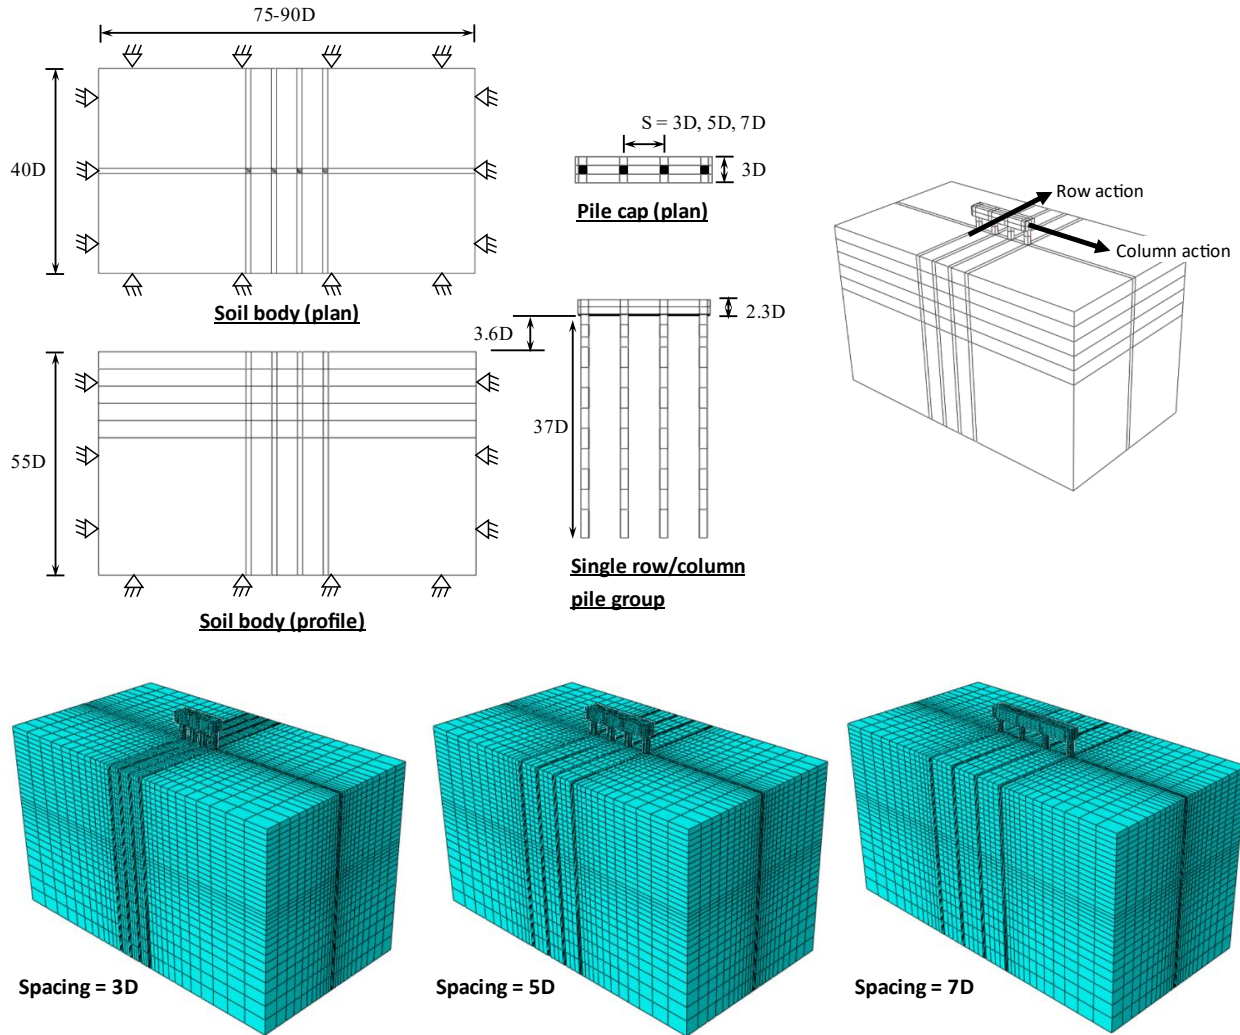 75-90D
40D
Soil body (plan)
S = 3D, 5D, 7D
3D
Pile cap (plan)
Row action
Column action
3.6D
2.3D
37D
55D
Soil body (profile)
Single row/column
pile group
Spacing = 3D
Spacing = 5D
Spacing = 7D